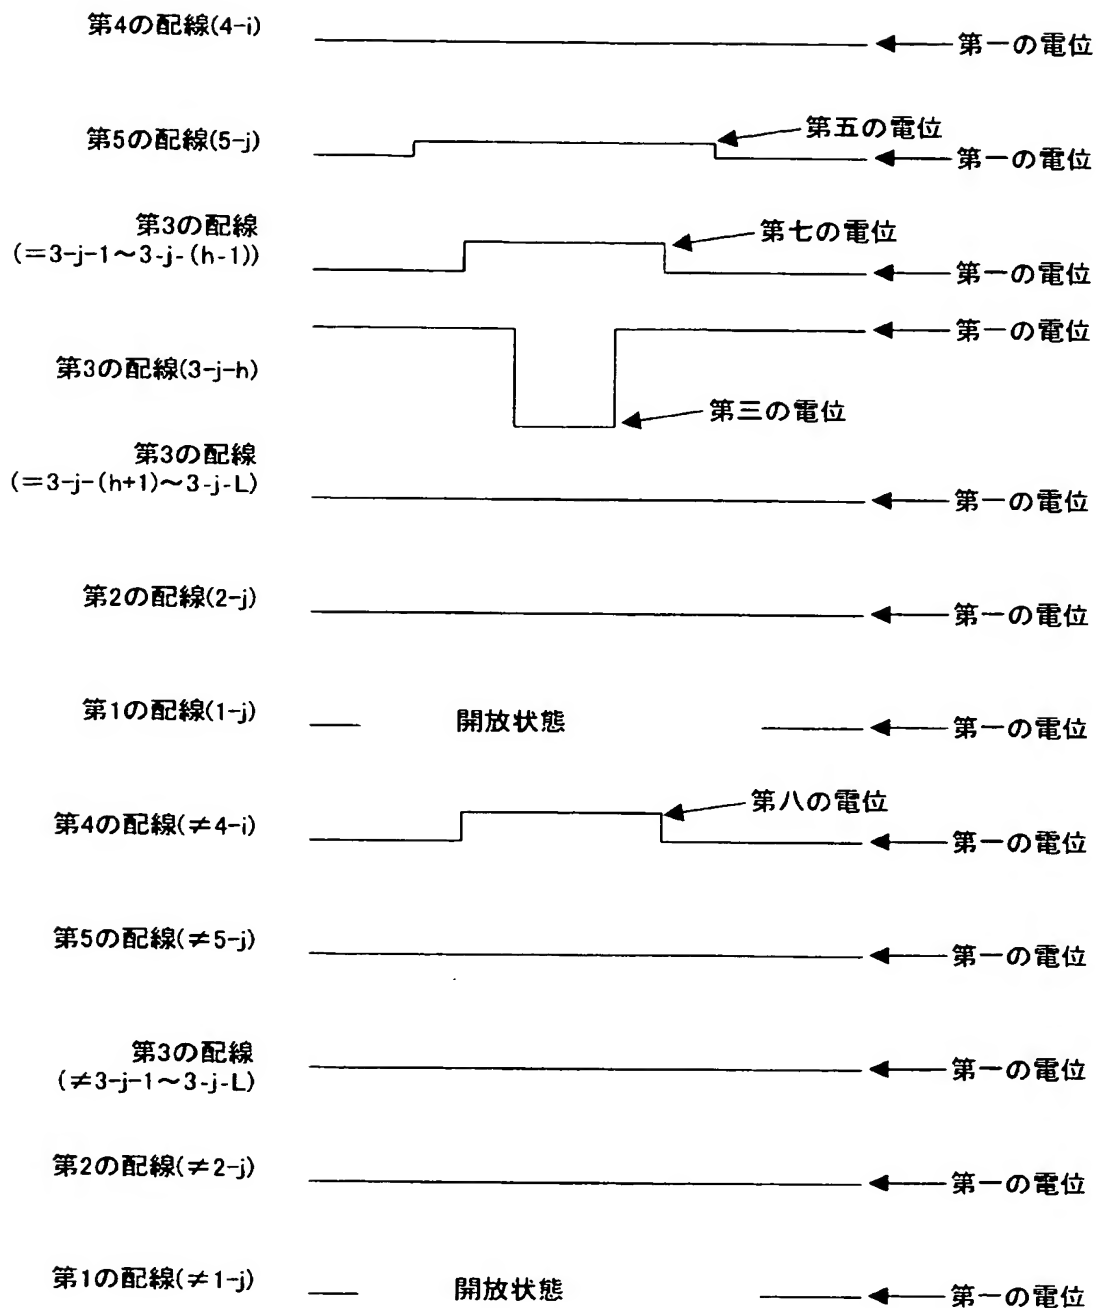 第4の配線(4-i)
第一の電位
第5の配線(5-j)
第五の電位
第一の電位
第3の配線
(=3-j-1～3-j-(h-1))
第七の電位
第一の電位
第一の電位
第3の配線(3-j-h)
第三の電位
第3の配線
(=3-j-(h+1)～3-j-L)
第一の電位
第2の配線(2-j)
第一の電位
第1の配線(1-j)
開放状態
第一の電位
第4の配線(≠4-i)
第八の電位
第一の電位
第5の配線(≠5-j)
第一の電位
第3の配線
(≠3-j-1～3-j-L)
第一の電位
第2の配線(≠2-j)
第一の電位
第1の配線(≠1-j)
開放状態
第一の電位